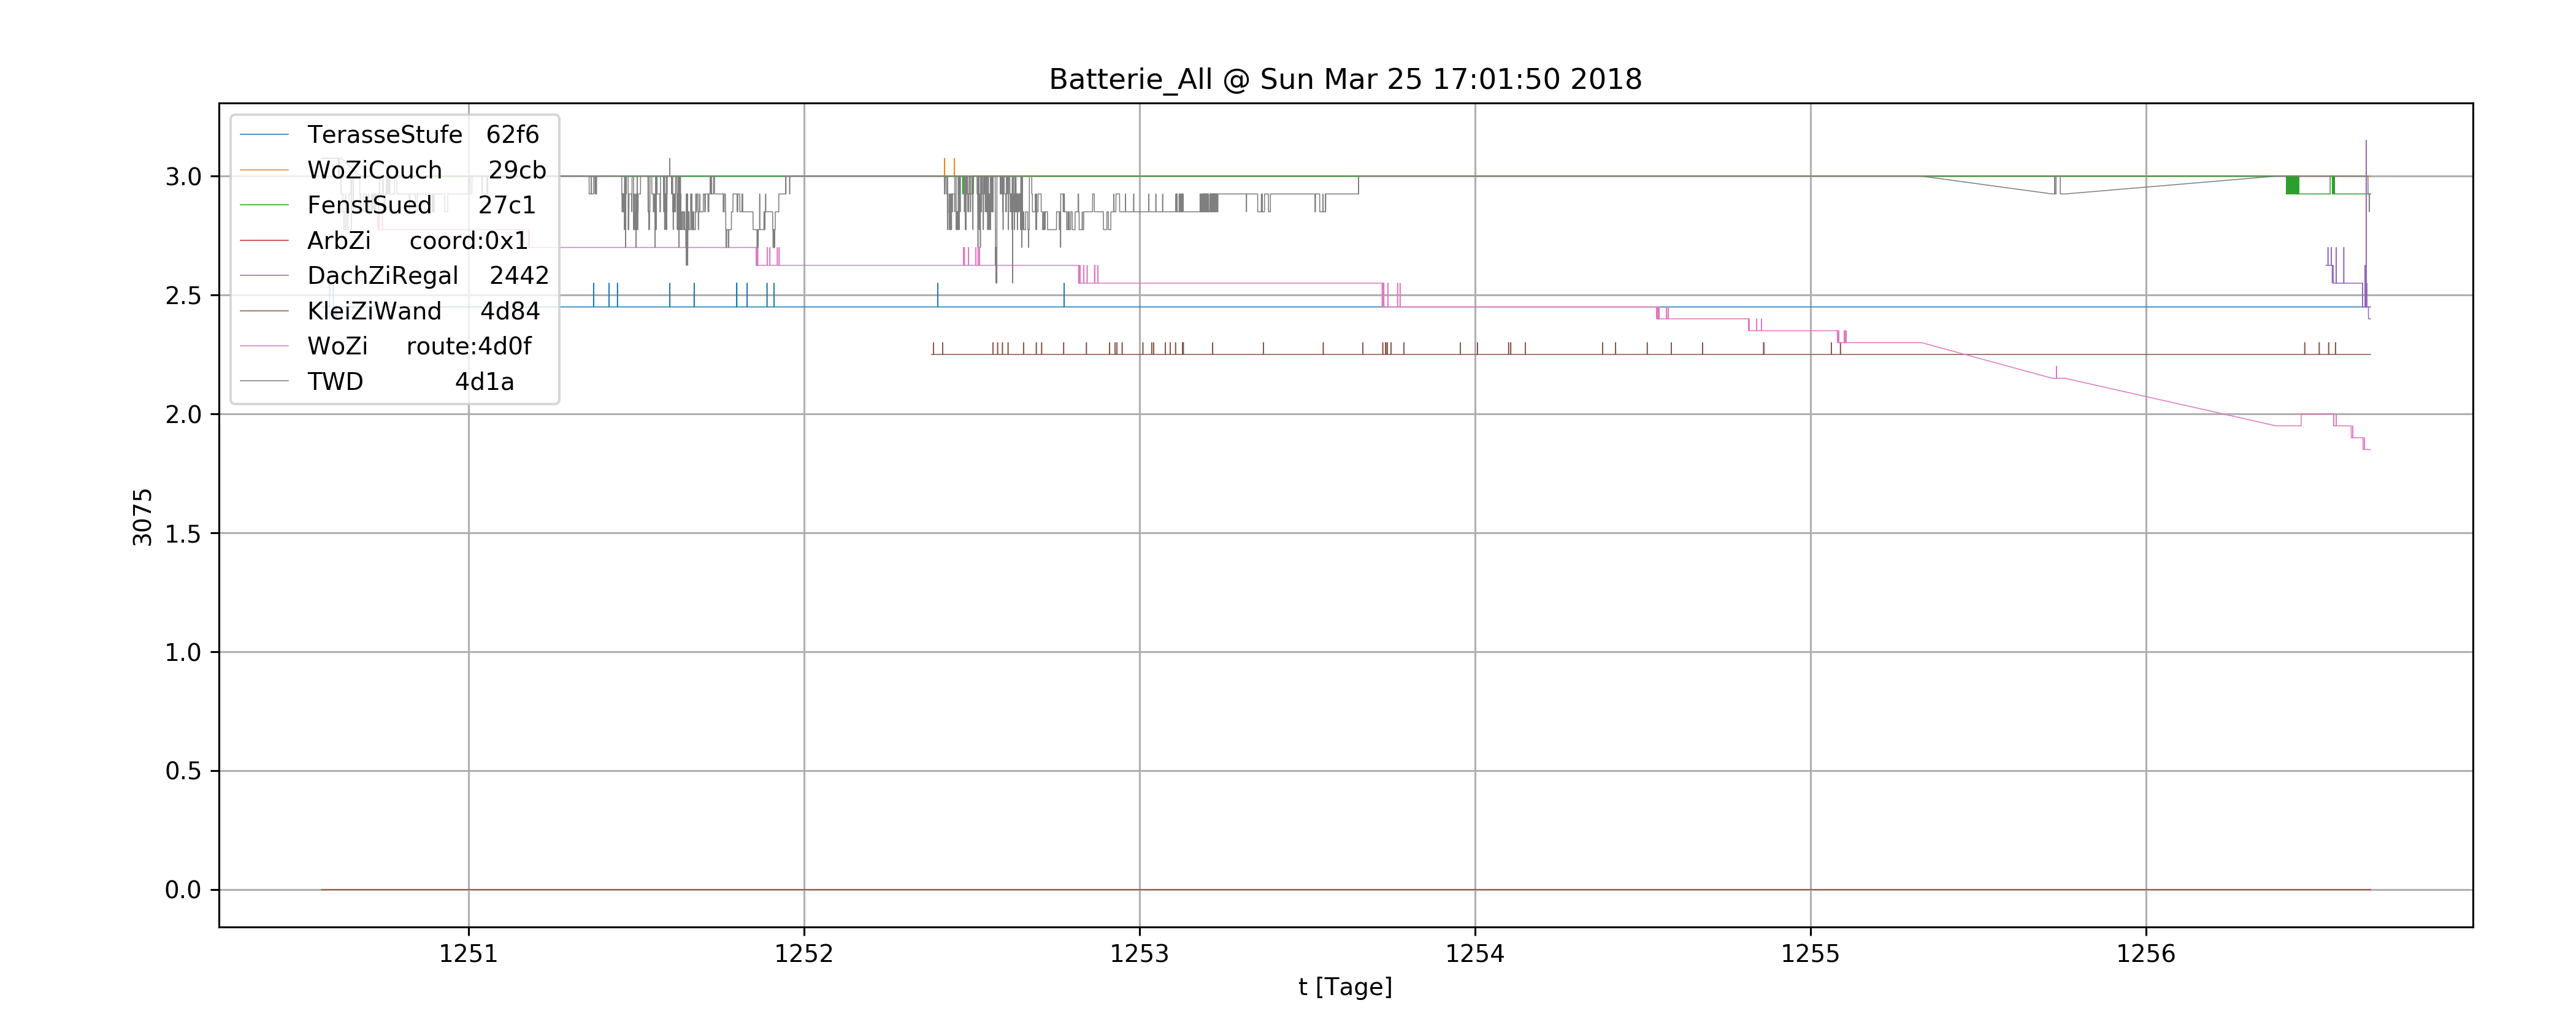 Batterie_All @ Sun Mar 25 17:01:50 2018
TerasseStufe 62f6
WoZiCouch 29cb
FenstSued 27c1
ArbZi coord:0x1
DachZiRegal 2442
KleiZiWand 4d84
WoZi route:4d0f
TWD 4d1a
3.0
2.5
2.0
1.5
1.0
0.5
0.0
3075
1251 1252 1253 1254 1255 1256
t [Tage]